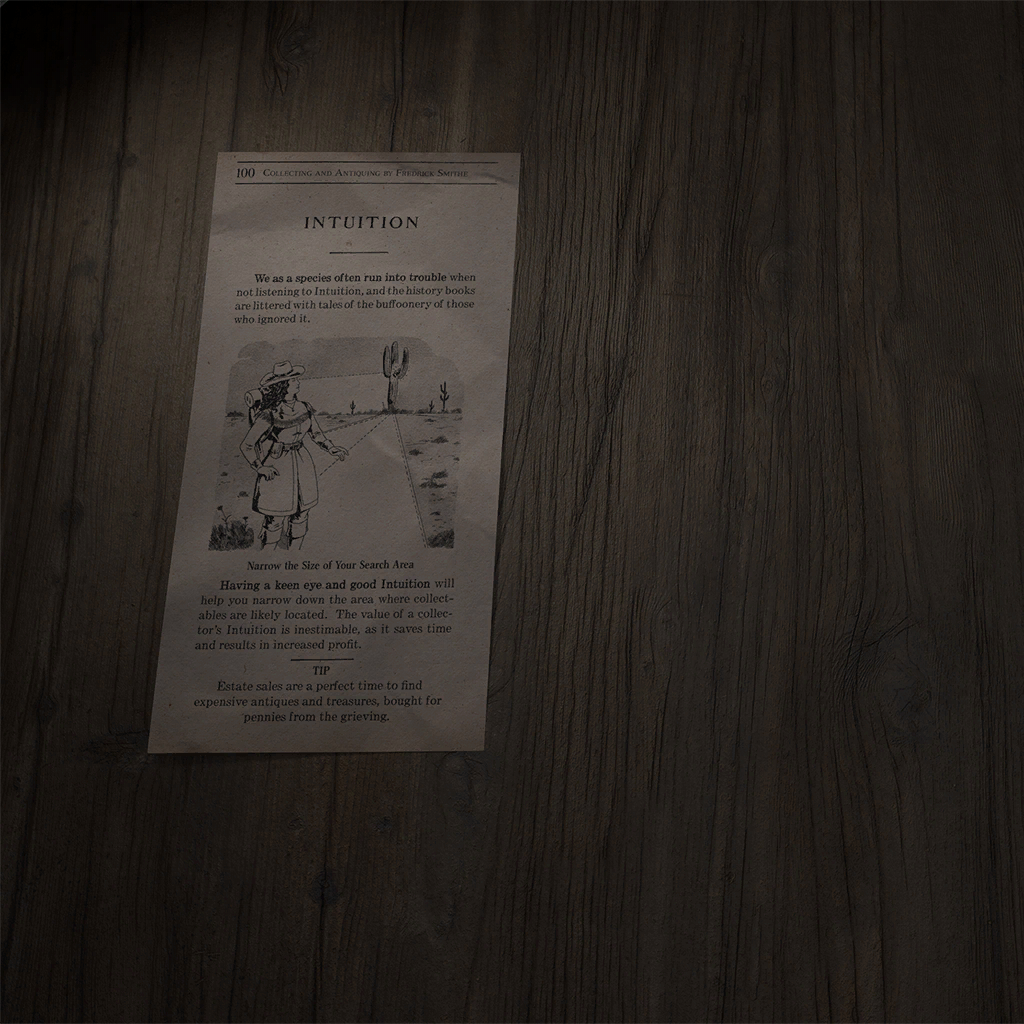 100 Collecting and Antiquing by Fredrick Smithe
INTUITION
We as a species often run into trouble when
not listening to Intuition, and the history books
are littered with tales of the buffoonery of those
who ignored it.
Narrow the Size of Your Search Area
Having a keen eye and good Intuition will
help you narrow down the area where collect-
ables are likely located. The value of a collec-
tor's Intuition is inestimable, as it saves time
and results in increased profit.
TIP
Estate sales are a perfect time to find
expensive antiques and treasures, bought for
pennies from the grieving.